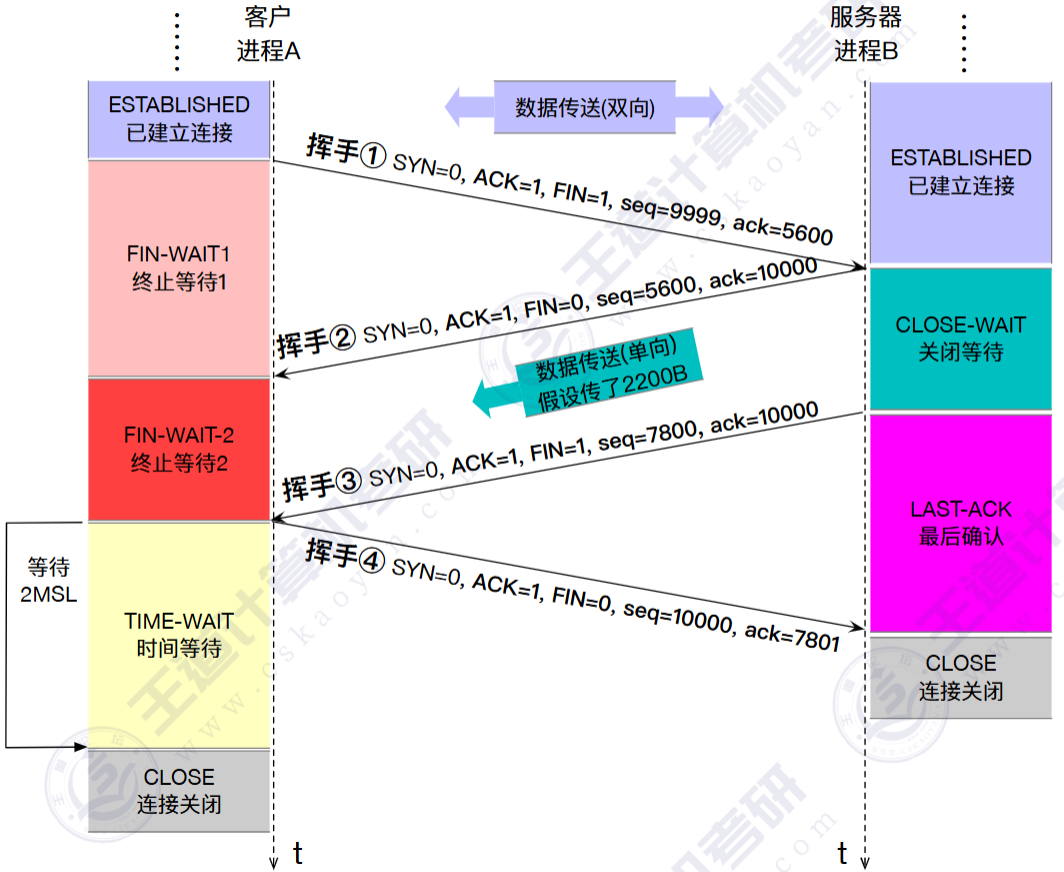 客户
进程A
服务器
进程B
ESTABLISHED
已建立连接
数据传送(双向)
ESTABLISHED
已建立连接
挥手① SYN=0, ACK=1, FIN=1, seq=9999, ack=5600
FIN-WAIT1
终止等待1
挥手② SYN=0, ACK=1, FIN=0, seq=5600, ack=10000
CLOSE-WAIT
关闭等待
数据传送(单向)
假设传了2200B
FIN-WAIT-2
终止等待2
挥手③ SYN=0, ACK=1, FIN=1, seq=7800, ack=10000
LAST-ACK
最后确认
挥手④ SYN=0, ACK=1, FIN=0, seq=10000, ack=7801
等待
2MSL
TIME-WAIT
时间等待
CLOSE
连接关闭
CLOSE
连接关闭
t
t
王道计算机考研
www.cskaoyan.com